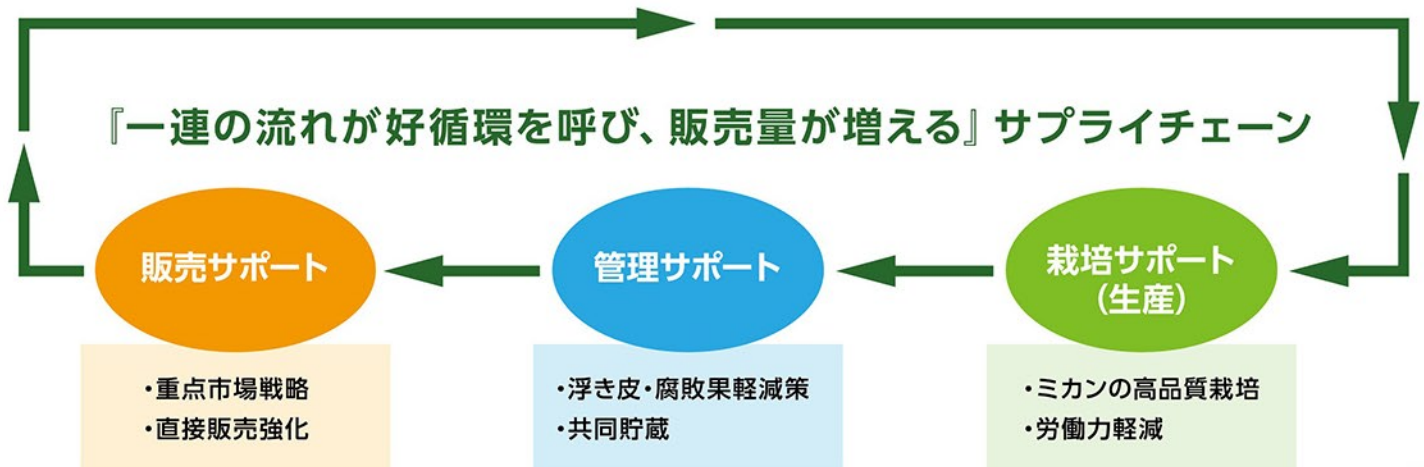 『一連の流れが好循環を呼び、販売量が増える』サプライチェーン
販売サポート
・重点市場戦略
・直接販売強化
管理サポート
・浮き皮・腐敗果軽減策
・共同貯蔵
栽培サポート
(生産)
・ミカンの高品質栽培
・労働力軽減